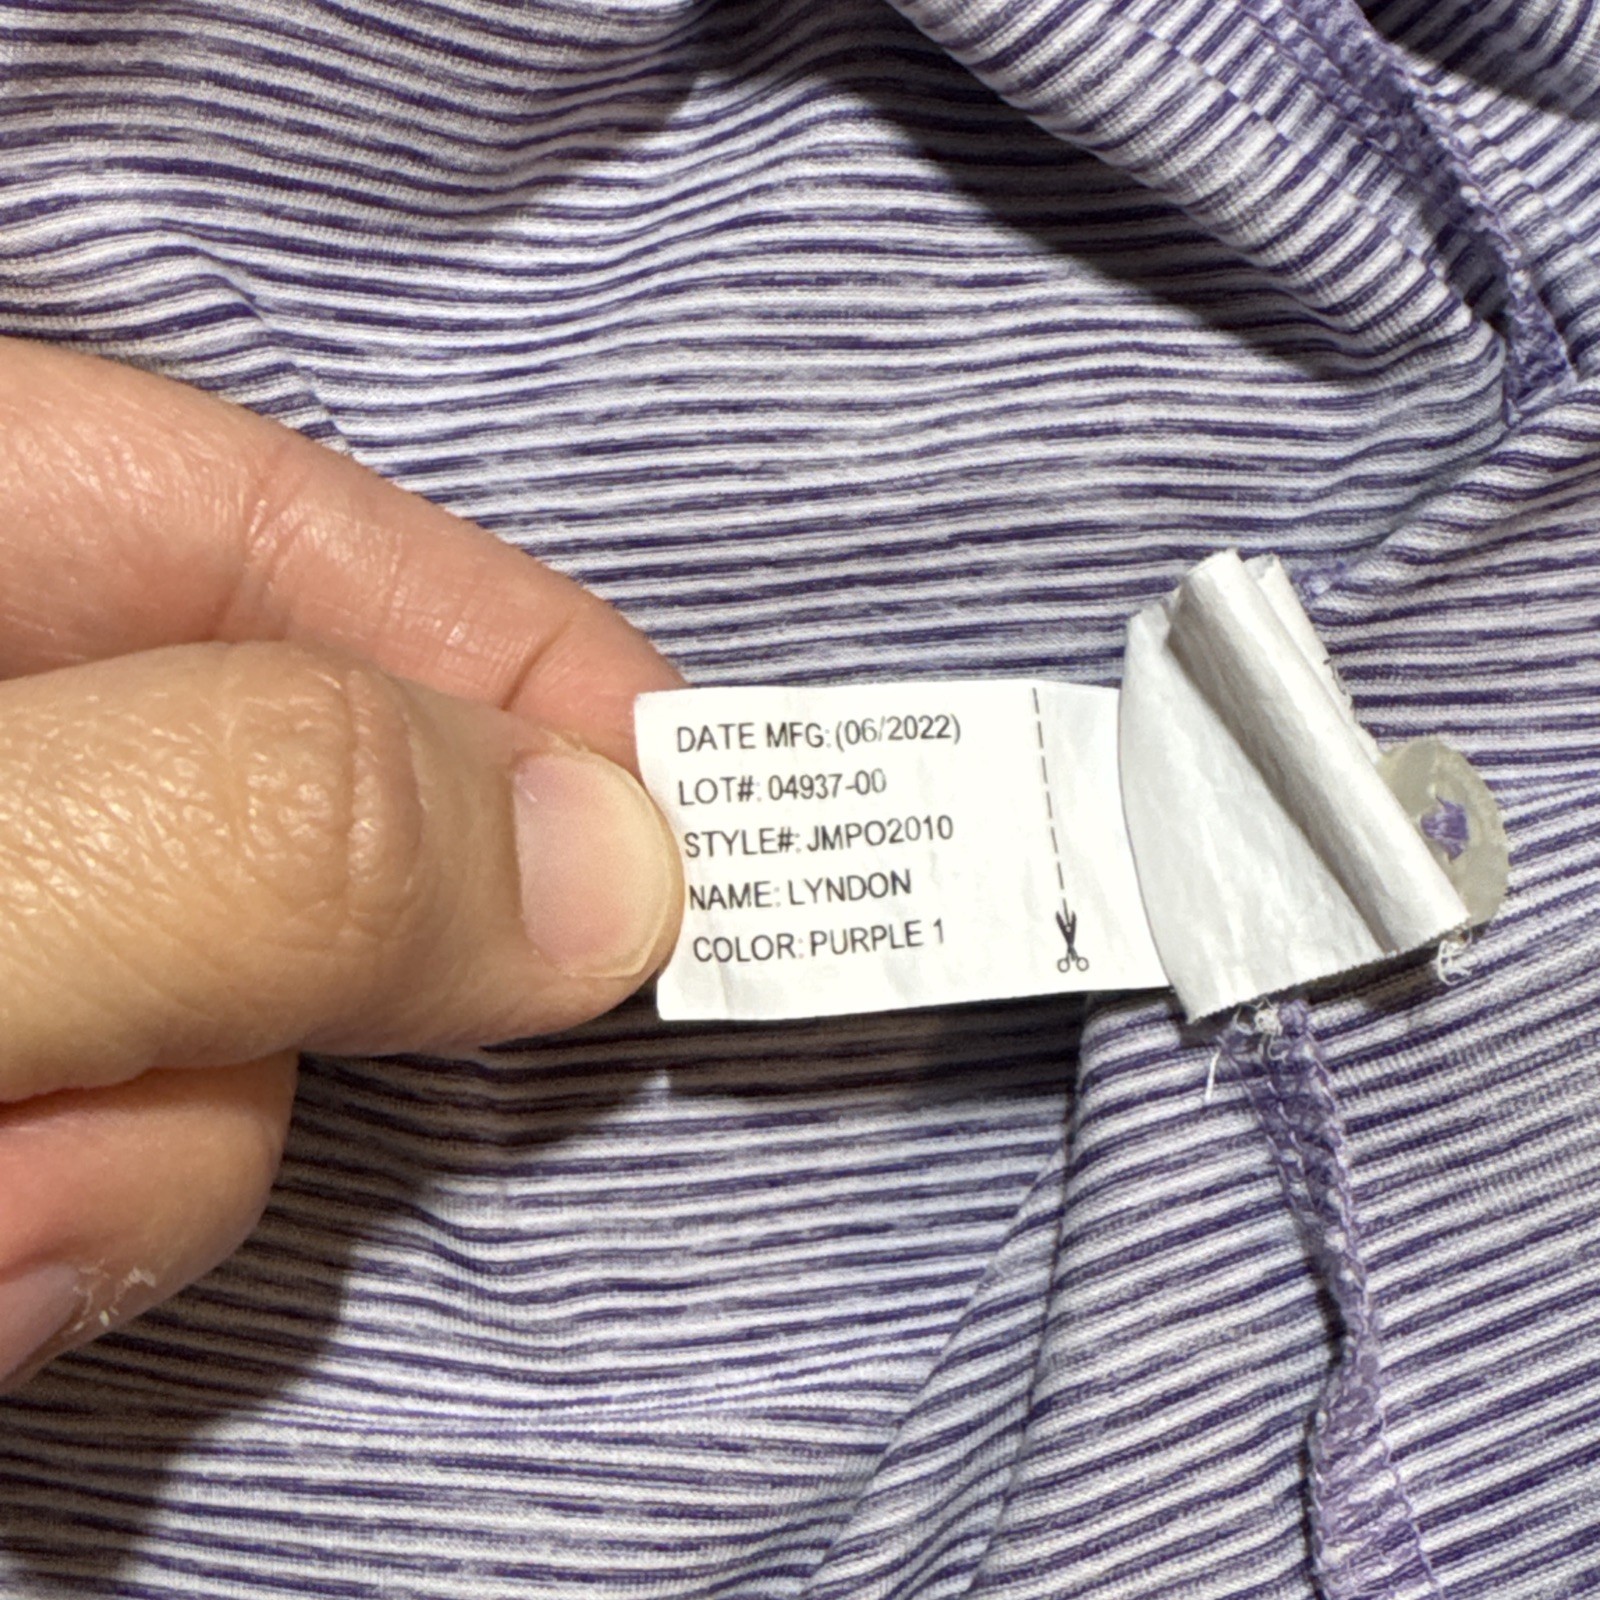 DATE MFG: (06/2022)
LOT#: 04937-00
STYLE#: JMPO2010
NAME: LYNDON
COLOR: PURPLE 1